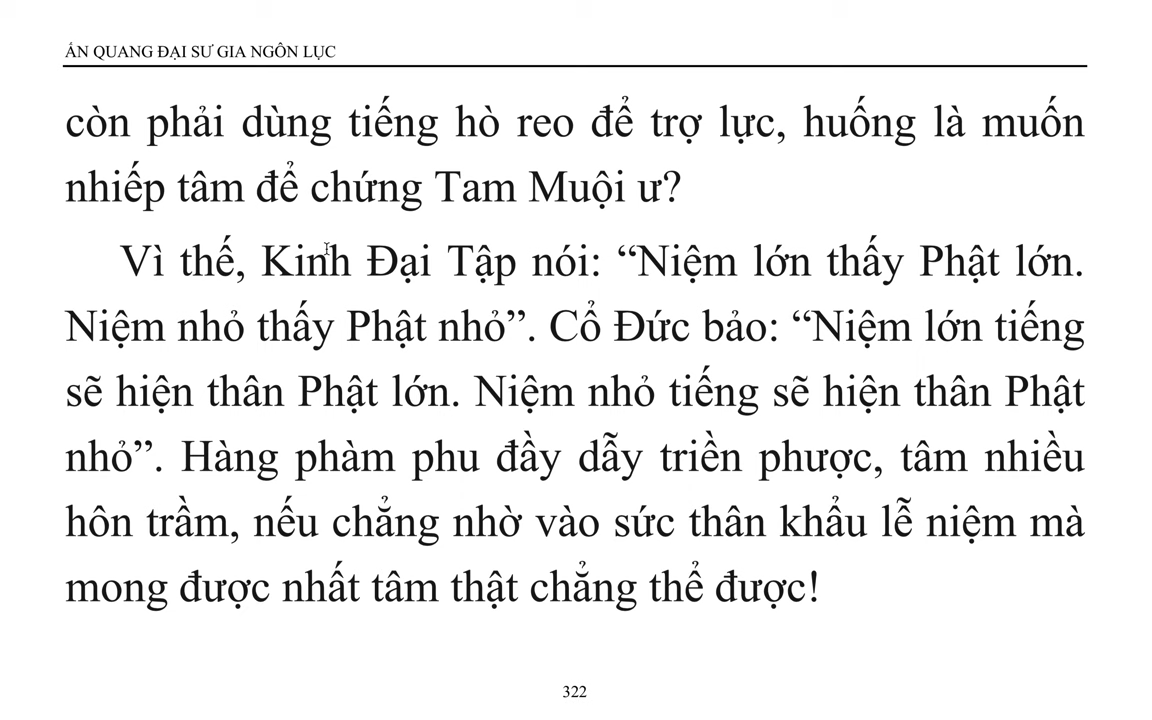 ẤN QUANG ĐẠI SƯ GIA NGÔN LỤC
còn phải dùng tiếng hò reo để trợ lực, huống là muốn
nhiếp tâm để chứng Tam Muội ư?
Vì thế, Kinh Đại Tập nói: “Niệm lớn thấy Phật lớn.
Niệm nhỏ thấy Phật nhỏ”. Cổ Đức bảo: “Niệm lớn tiếng
sẽ hiện thân Phật lớn. Niệm nhỏ tiếng sẽ hiện thân Phật
nhỏ”. Hàng phàm phu đầy dẫy triền phược, tâm nhiều
hôn trầm, nếu chẳng nhờ vào sức thân khẩu lễ niệm mà
mong được nhất tâm thật chẳng thể được!
322